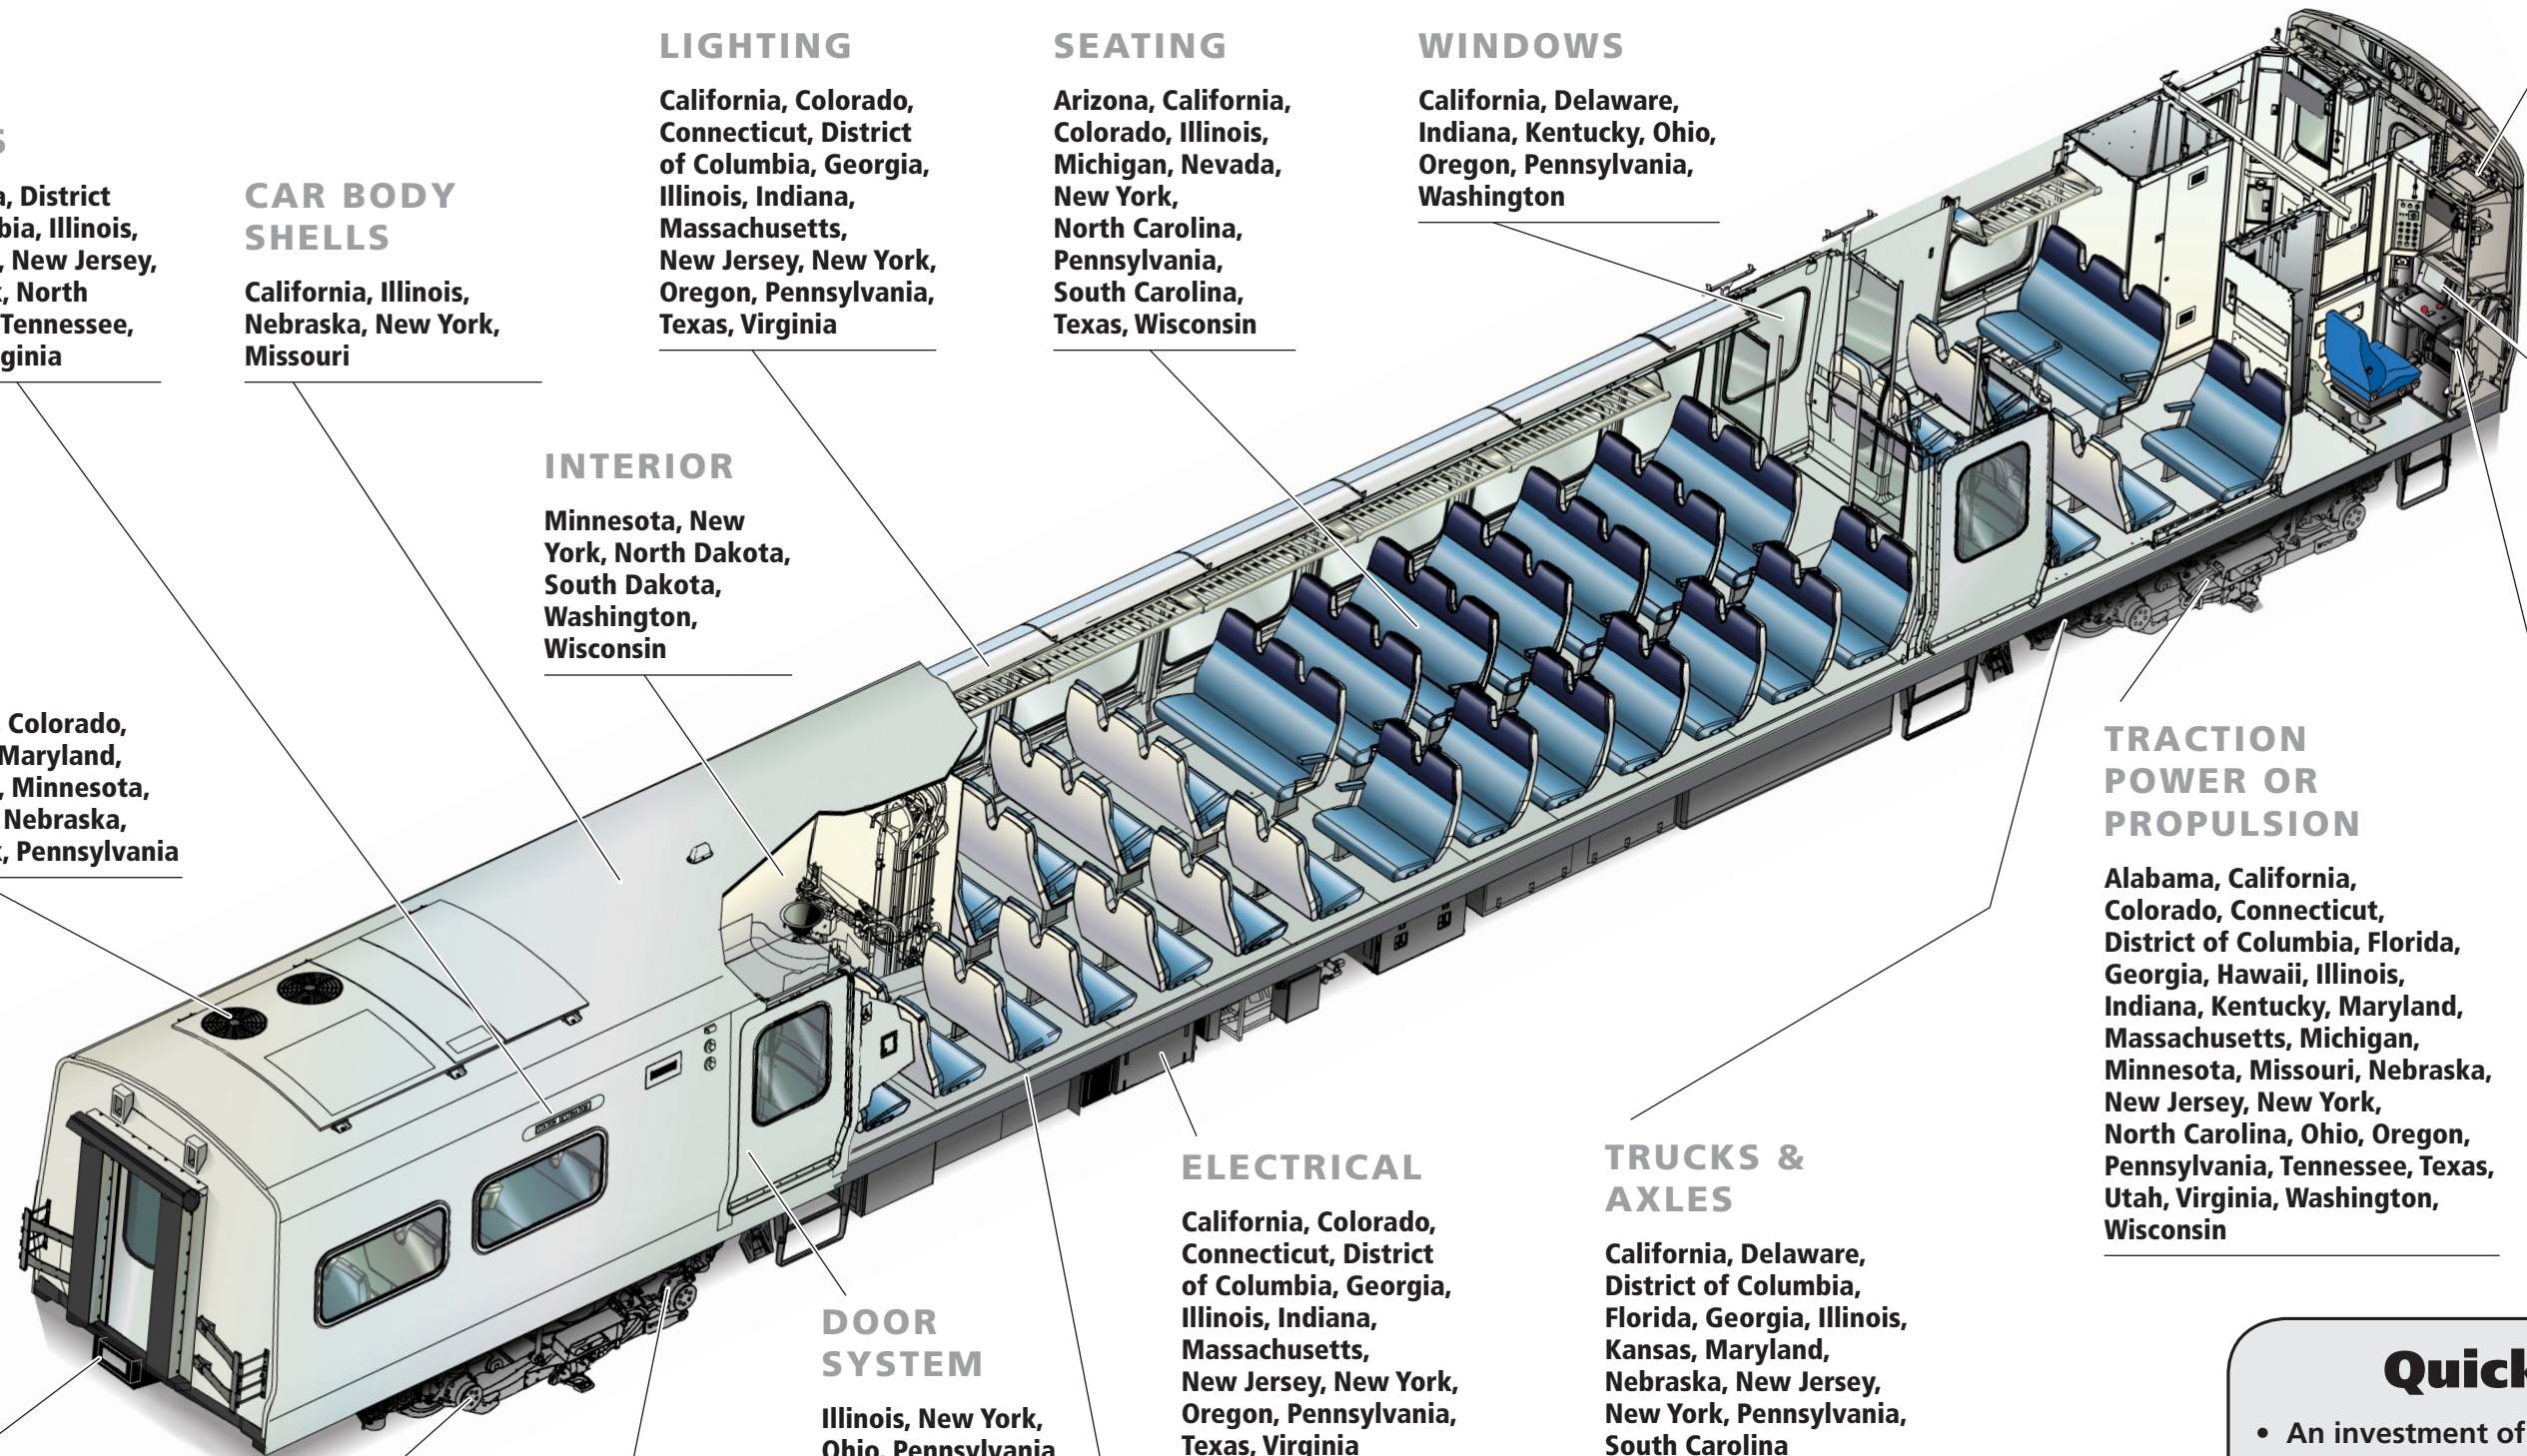 LIGHTING
California, Colorado,
Connecticut, District
of Columbia, Georgia,
Illinois, Indiana,
Massachusetts,
New Jersey, New York,
Oregon, Pennsylvania,
Texas, Virginia
SEATING
Arizona, California,
Colorado, Illinois,
Michigan, Nevada,
New York,
North Carolina,
Pennsylvania,
South Carolina,
Texas, Wisconsin
WINDOWS
California, Delaware,
Indiana, Kentucky, Ohio,
Oregon, Pennsylvania,
Washington
S
a, District
bia, Illinois,
, New Jersey,
k, North
Tennessee,
ginia
CAR BODY
SHELLS
California, Illinois,
Nebraska, New York,
Missouri
INTERIOR
Minnesota, New
York, North Dakota,
South Dakota,
Washington,
Wisconsin
Colorado,
Maryland,
, Minnesota,
Nebraska,
k, Pennsylvania
TRACTION
POWER OR
PROPULSION
Alabama, California,
Colorado, Connecticut,
District of Columbia, Florida,
Georgia, Hawaii, Illinois,
Indiana, Kentucky, Maryland,
Massachusetts, Michigan,
Minnesota, Missouri, Nebraska,
New Jersey, New York,
North Carolina, Ohio, Oregon,
Pennsylvania, Tennessee, Texas,
Utah, Virginia, Washington,
Wisconsin
DOOR
SYSTEM
Illinois, New York,
Ohio, Pennsylvania
ELECTRICAL
California, Colorado,
Connecticut, District
of Columbia, Georgia,
Illinois, Indiana,
Massachusetts,
New Jersey, New York,
Oregon, Pennsylvania,
Texas, Virginia
TRUCKS &
AXLES
California, Delaware,
District of Columbia,
Florida, Georgia, Illinois,
Kansas, Maryland,
Nebraska, New Jersey,
New York, Pennsylvania,
South Carolina
Quick
• An investment of